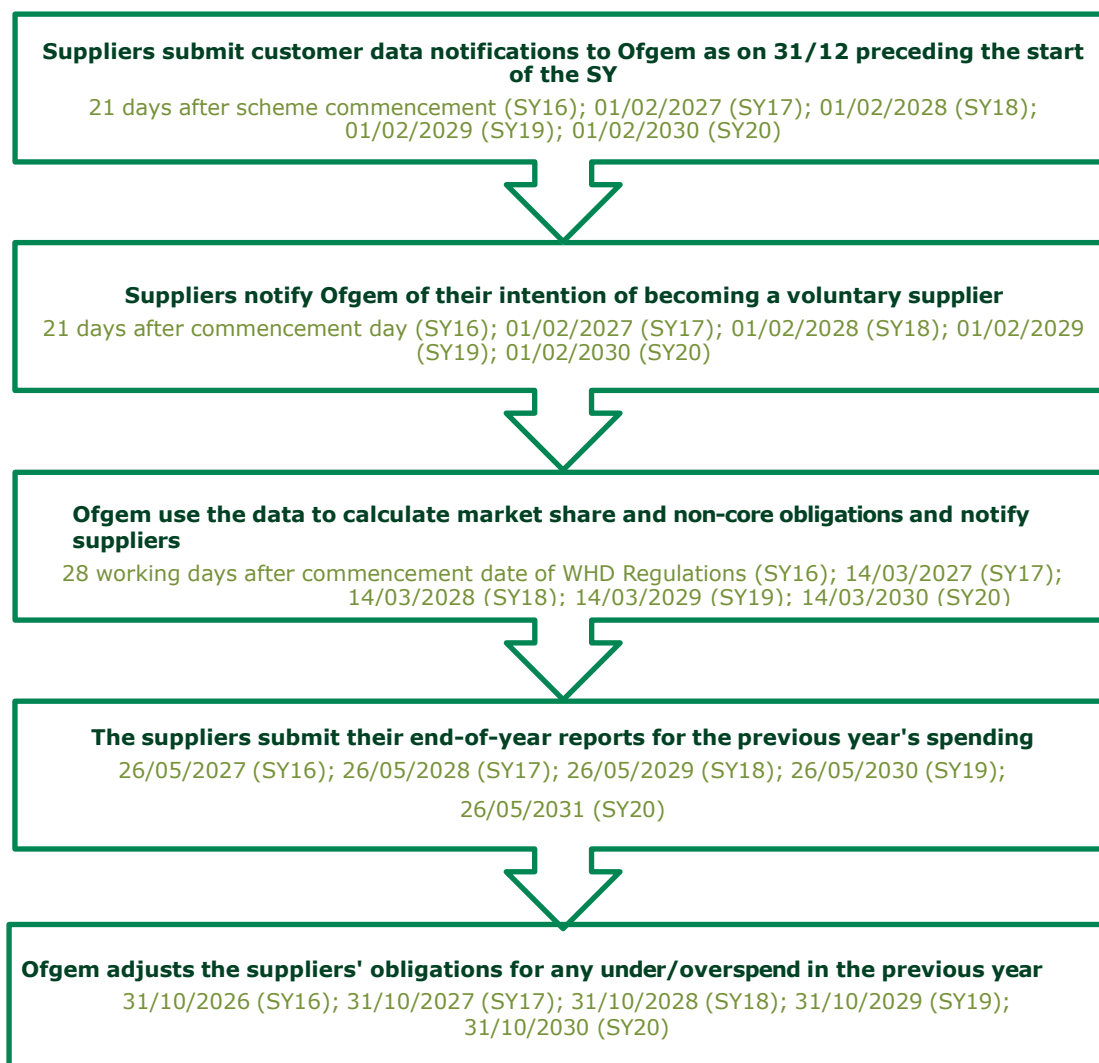 Suppliers submit customer data notifications to Ofgem as on 31/12 preceding the start
of the SY
21 days after scheme commencement (SY16); 01/02/2027 (SY17); 01/02/2028 (SY18);
01/02/2029 (SY19); 01/02/2030 (SY20)
Suppliers notify Ofgem of their intention of becoming a voluntary supplier
21 days after commencement day (SY16); 01/02/2027 (SY17); 01/02/2028 (SY18); 01/02/2029
(SY19); 01/02/2030 (SY20)
Ofgem use the data to calculate market share and non-core obligations and notify
suppliers
28 working days after commencement date of WHD Regulations (SY16); 14/03/2027 (SY17);
14/03/2028 (SY18); 14/03/2029 (SY19); 14/03/2030 (SY20)
The suppliers submit their end-of-year reports for the previous year's spending
26/05/2027 (SY16); 26/05/2028 (SY17); 26/05/2029 (SY18); 26/05/2030 (SY19);
26/05/2031 (SY20)
Ofgem adjusts the suppliers' obligations for any under/overspend in the previous year
31/10/2026 (SY16); 31/10/2027 (SY17); 31/10/2028 (SY18); 31/10/2029 (SY19);
31/10/2030 (SY20)